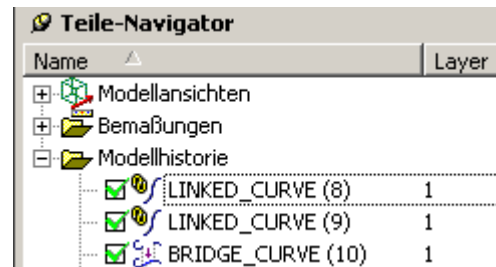 Teile-Navigator
Name Layer
Modellansichten
Bemaßungen
Modellhistorie
LINKED_CURVE (8) 1
LINKED_CURVE (9) 1
BRIDGE_CURVE (10) 1